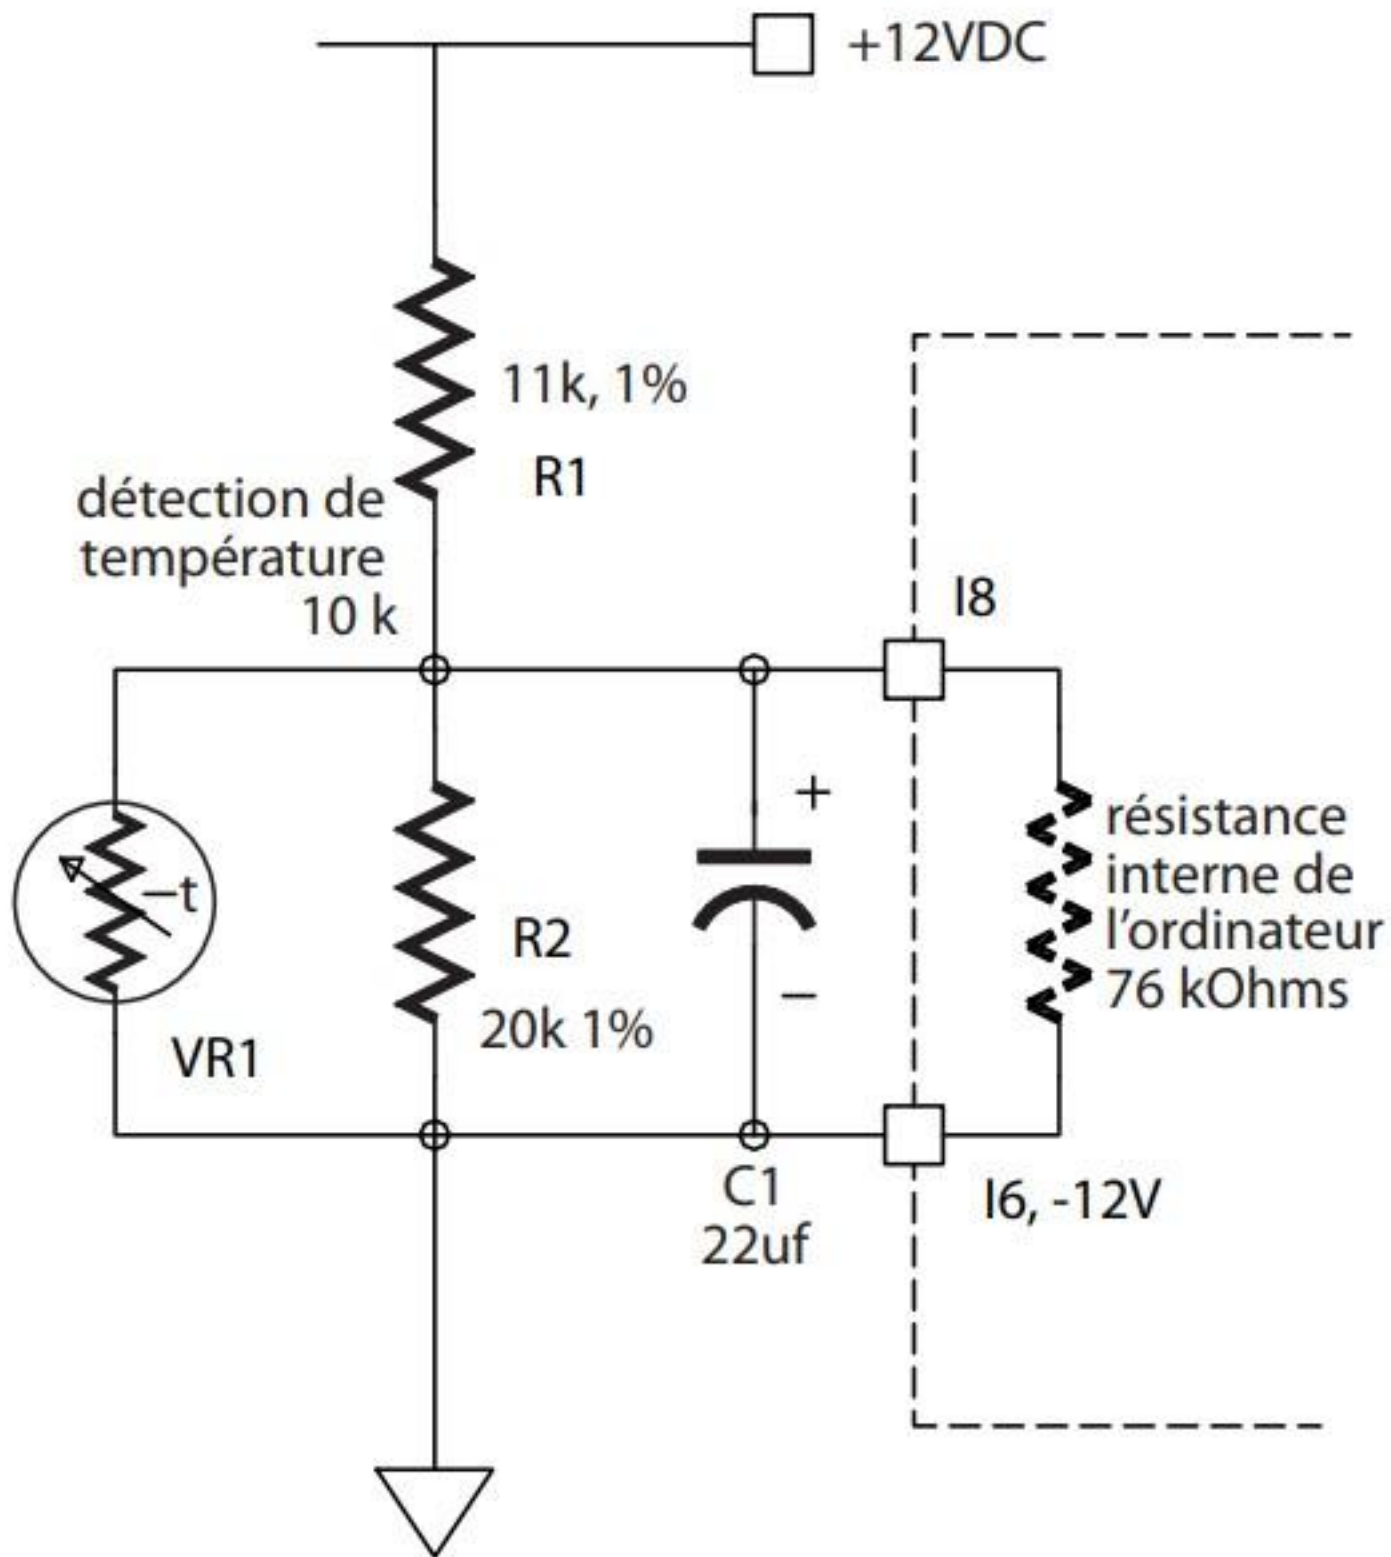 +12VDC
11k, 1%
R1
détection de
température
10 k
I8
+
résistance
interne de
l'ordinateur
76 kOhms
–t
R2
20k 1%
–
VR1
C1
22uf
I6, -12V